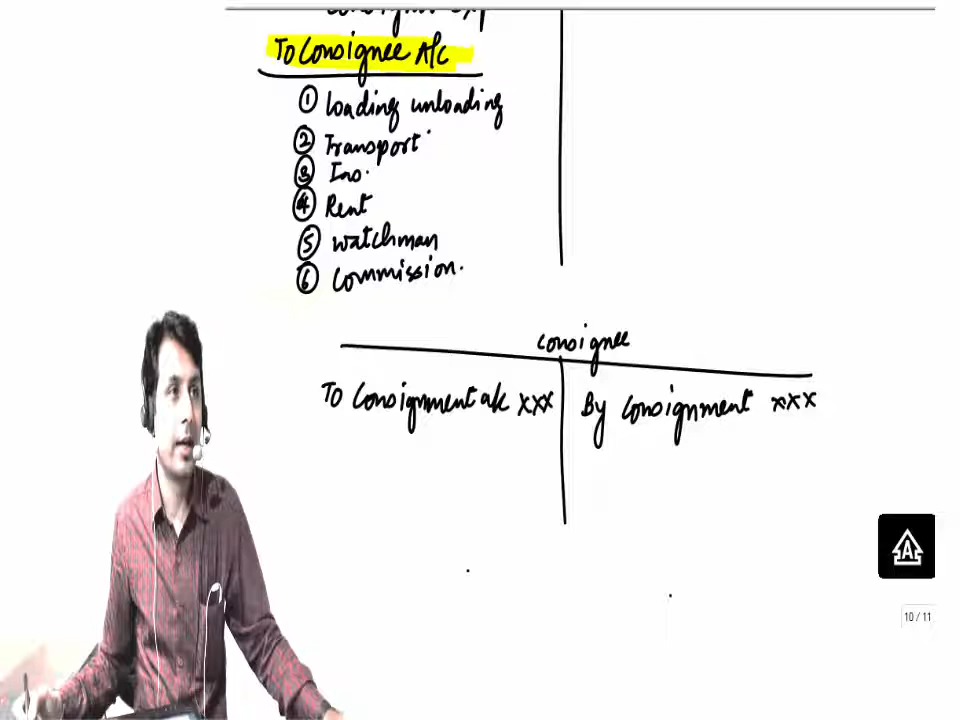 To Consignee A/c
① Loading unloading
② Transport
③ Ins.
④ Rent
⑤ Watchman
⑥ Commission.
Consignee
To Consignment a/c xxx
By Consignment xxx
A
10 / 11